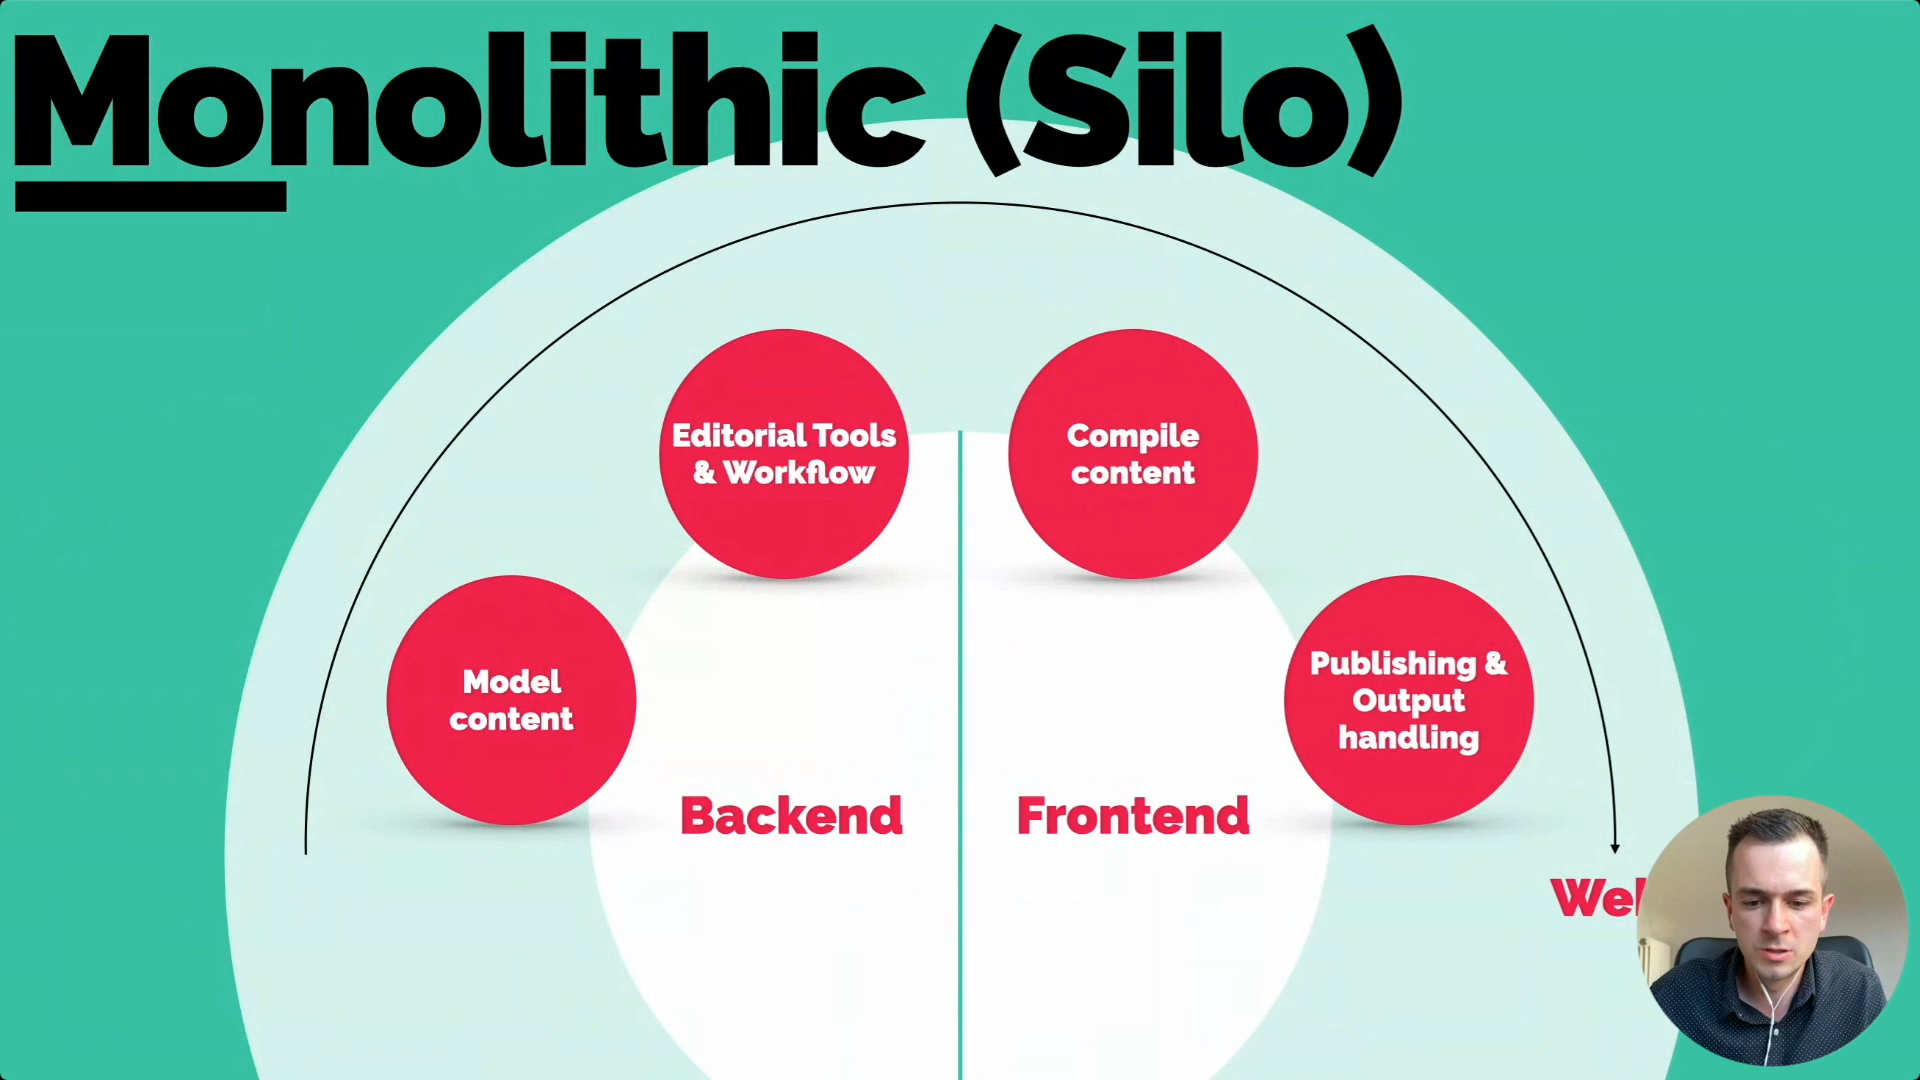 Monolithic (Silo)
Editorial Tools
& Workflow
Compile
content
Model
content
Publishing &
Output
handling
Backend
Frontend